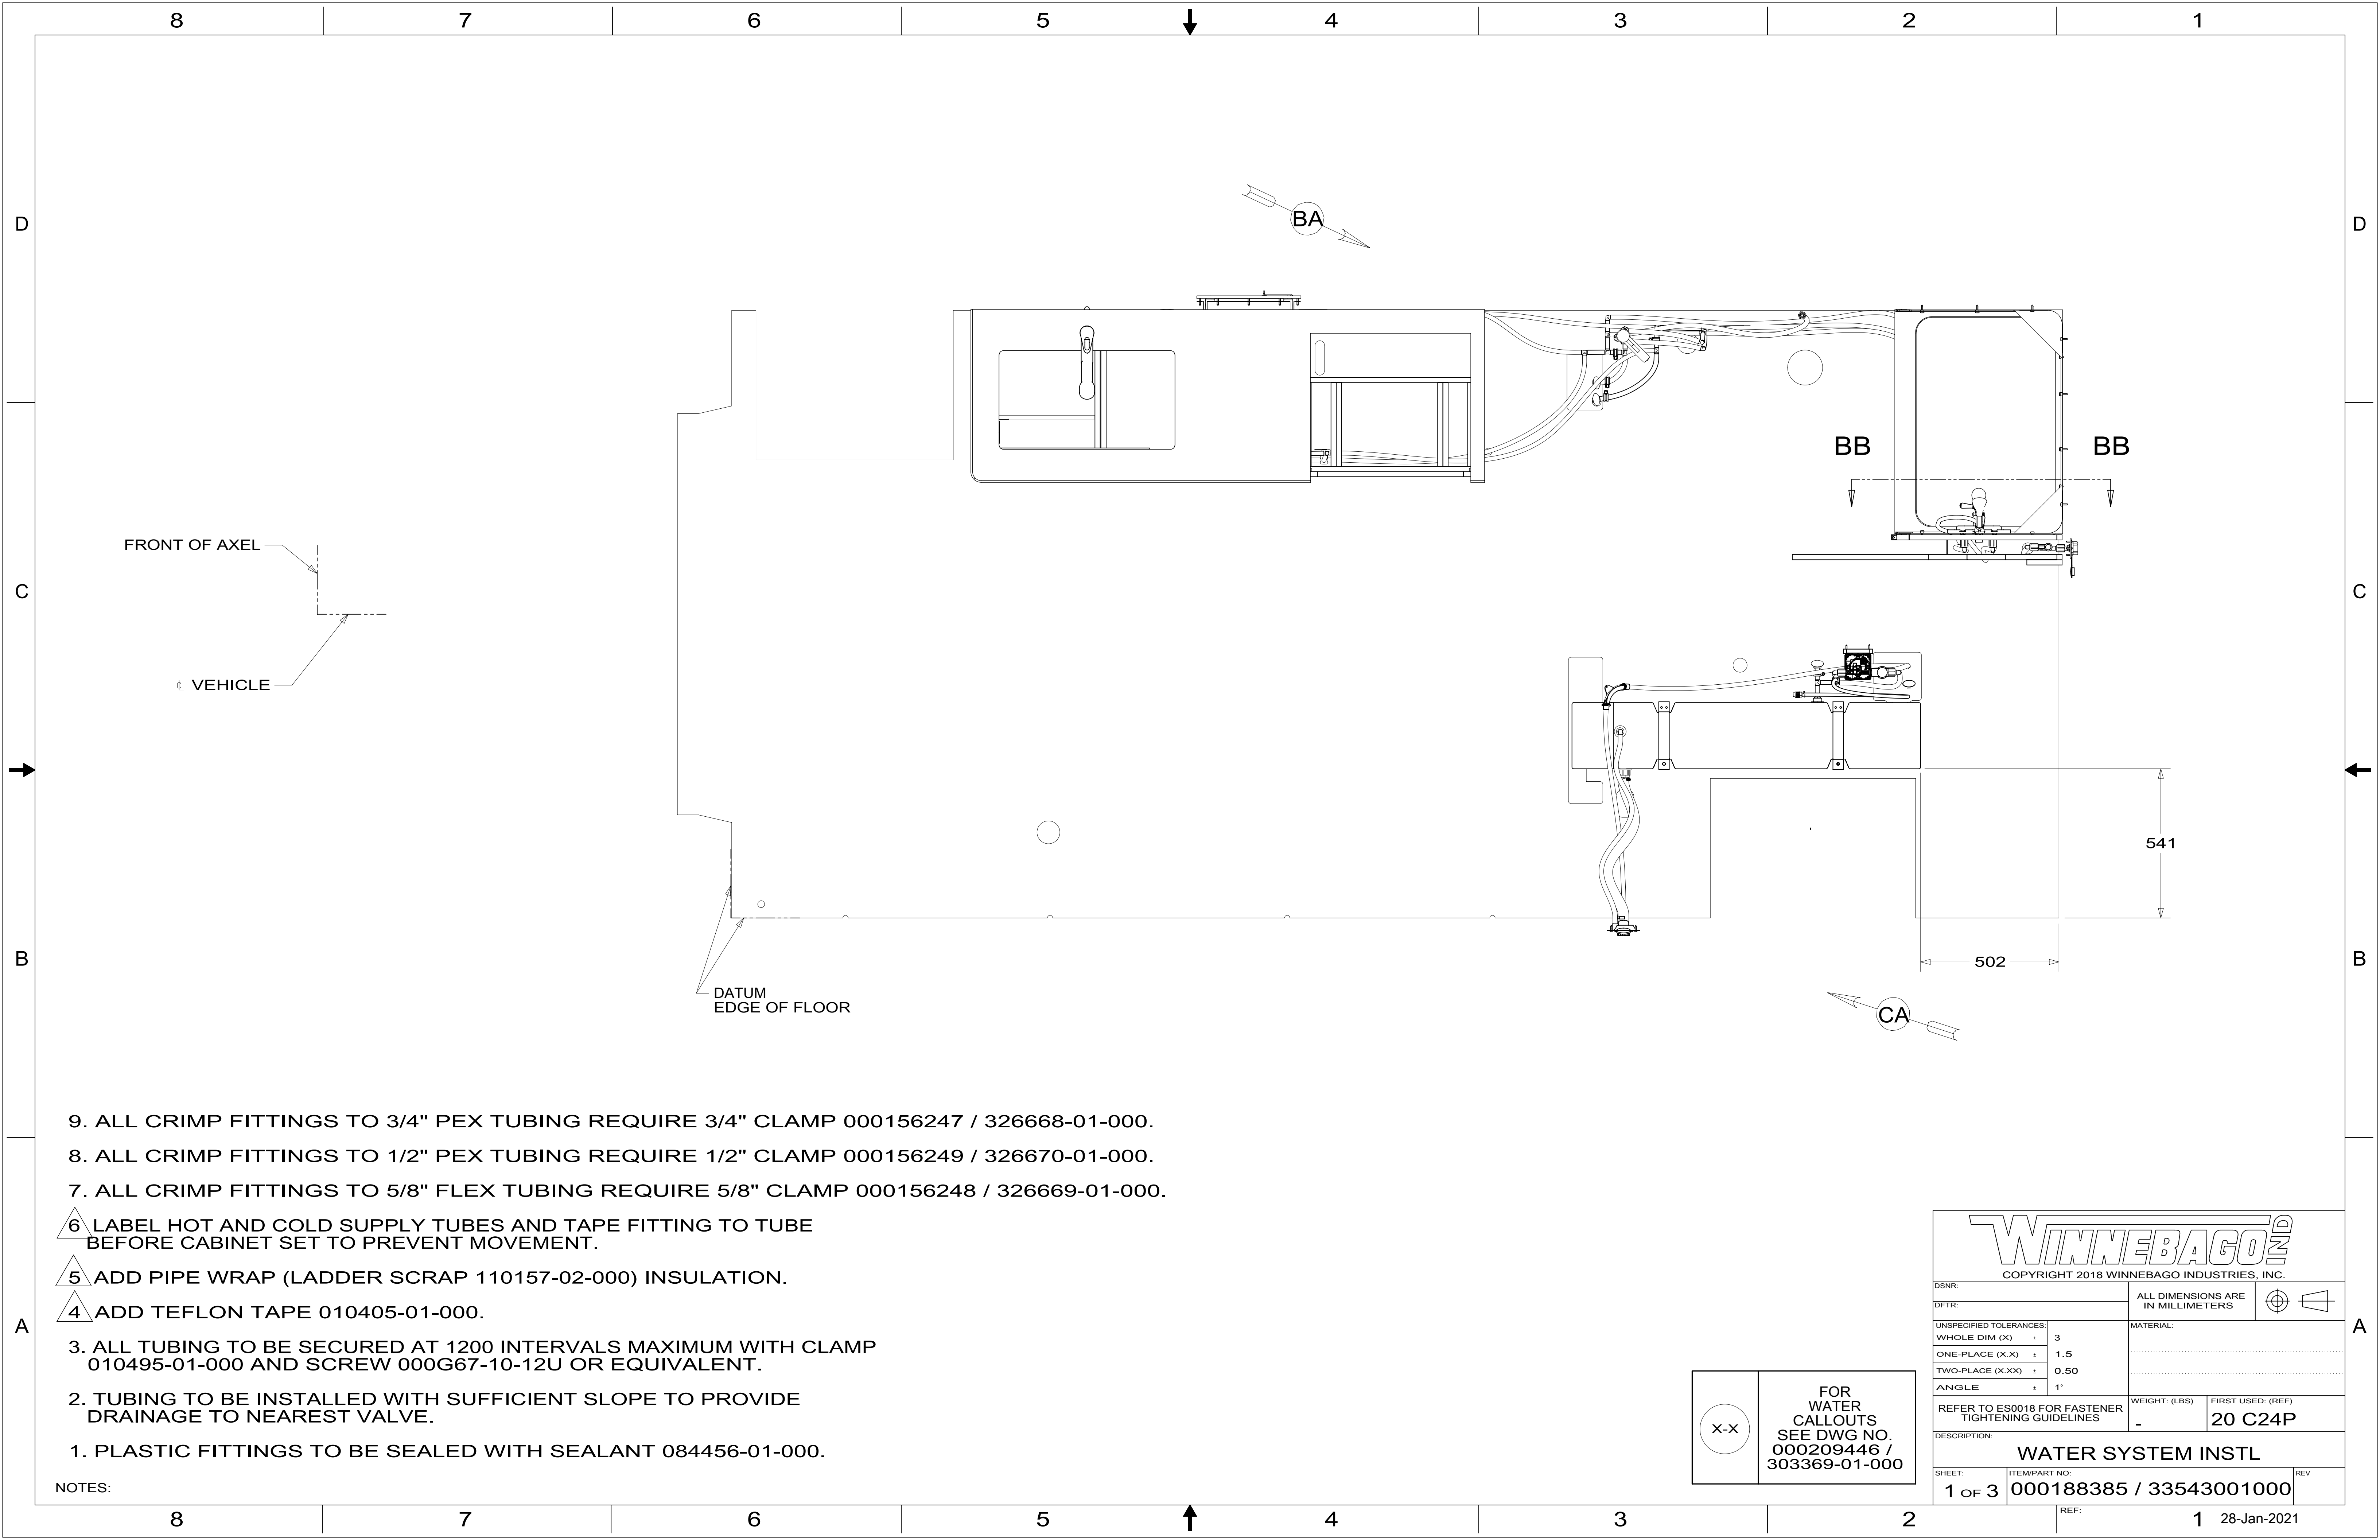 8 7 6 5 4 3 2 1
D D
BA
BB BB
FRONT OF AXEL
C C
℄ VEHICLE
541
B B
502
DATUM
EDGE OF FLOOR
CA
9. ALL CRIMP FITTINGS TO 3/4" PEX TUBING REQUIRE 3/4" CLAMP 000156247 / 326668-01-000.
8. ALL CRIMP FITTINGS TO 1/2" PEX TUBING REQUIRE 1/2" CLAMP 000156249 / 326670-01-000.
7. ALL CRIMP FITTINGS TO 5/8" FLEX TUBING REQUIRE 5/8" CLAMP 000156248 / 326669-01-000.
6 LABEL HOT AND COLD SUPPLY TUBES AND TAPE FITTING TO TUBE
BEFORE CABINET SET TO PREVENT MOVEMENT.
5 ADD PIPE WRAP (LADDER SCRAP 110157-02-000) INSULATION.
4 ADD TEFLON TAPE 010405-01-000.
A A
3. ALL TUBING TO BE SECURED AT 1200 INTERVALS MAXIMUM WITH CLAMP
010495-01-000 AND SCREW 000G67-10-12U OR EQUIVALENT.
2. TUBING TO BE INSTALLED WITH SUFFICIENT SLOPE TO PROVIDE
DRAINAGE TO NEAREST VALVE.
1. PLASTIC FITTINGS TO BE SEALED WITH SEALANT 084456-01-000.
NOTES:
X-X
FOR
WATER
CALLOUTS
SEE DWG NO.
000209446 /
303369-01-000
WINNEBAGO IND
COPYRIGHT 2018 WINNEBAGO INDUSTRIES, INC.
DSNR:
DFTR:
ALL DIMENSIONS ARE
IN MILLIMETERS
UNSPECIFIED TOLERANCES:
WHOLE DIM (X) ± 3
ONE-PLACE (X.X) ± 1.5
TWO-PLACE (X.XX) ± 0.50
ANGLE ± 1°
MATERIAL:
REFER TO ES0018 FOR FASTENER
TIGHTENING GUIDELINES
WEIGHT: (LBS)
-
FIRST USED: (REF)
20 C24P
DESCRIPTION:
WATER SYSTEM INSTL
SHEET:
1 OF 3
ITEM/PART NO:
000188385 / 33543001000
REV
REF:
8 7 6 5 4 3 2 1
28-Jan-2021